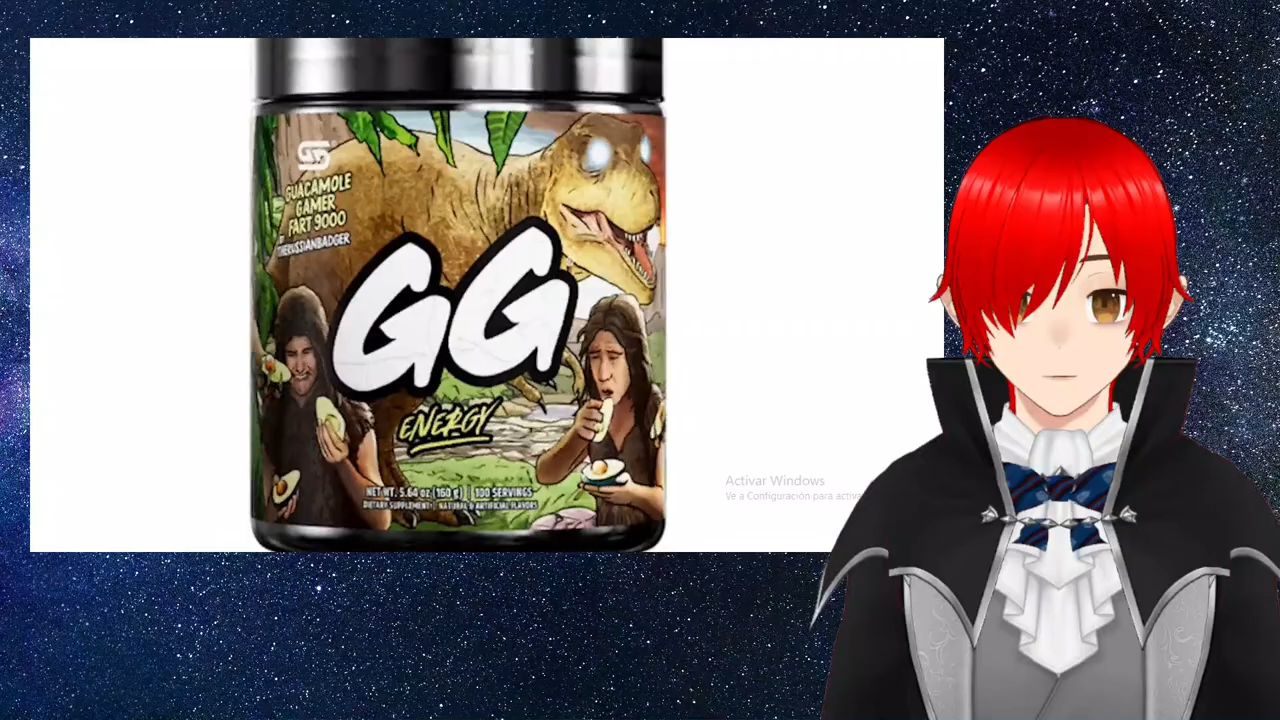 GUACAMOLE
GAMER
FART 9000
THERUSSIANBADGER
GG
ENERGY
NET WT. 5.64 oz (160 g) | 100 SERVINGS
DIETARY SUPPLEMENT | NATURAL & ARTIFICIAL FLAVORS
Activar Windows
Ve a Configuración para activa